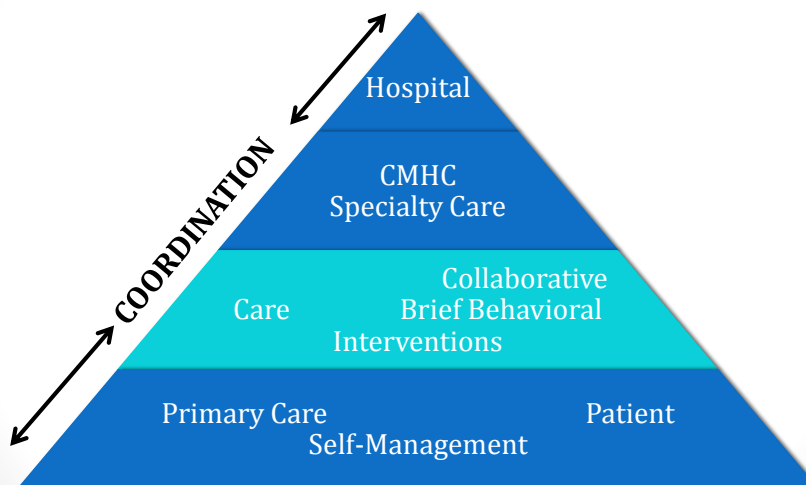 COORDINATION
Hospital
CMHC
Specialty Care
Collaborative
Care Brief Behavioral
Interventions
Primary Care Patient
Self-Management